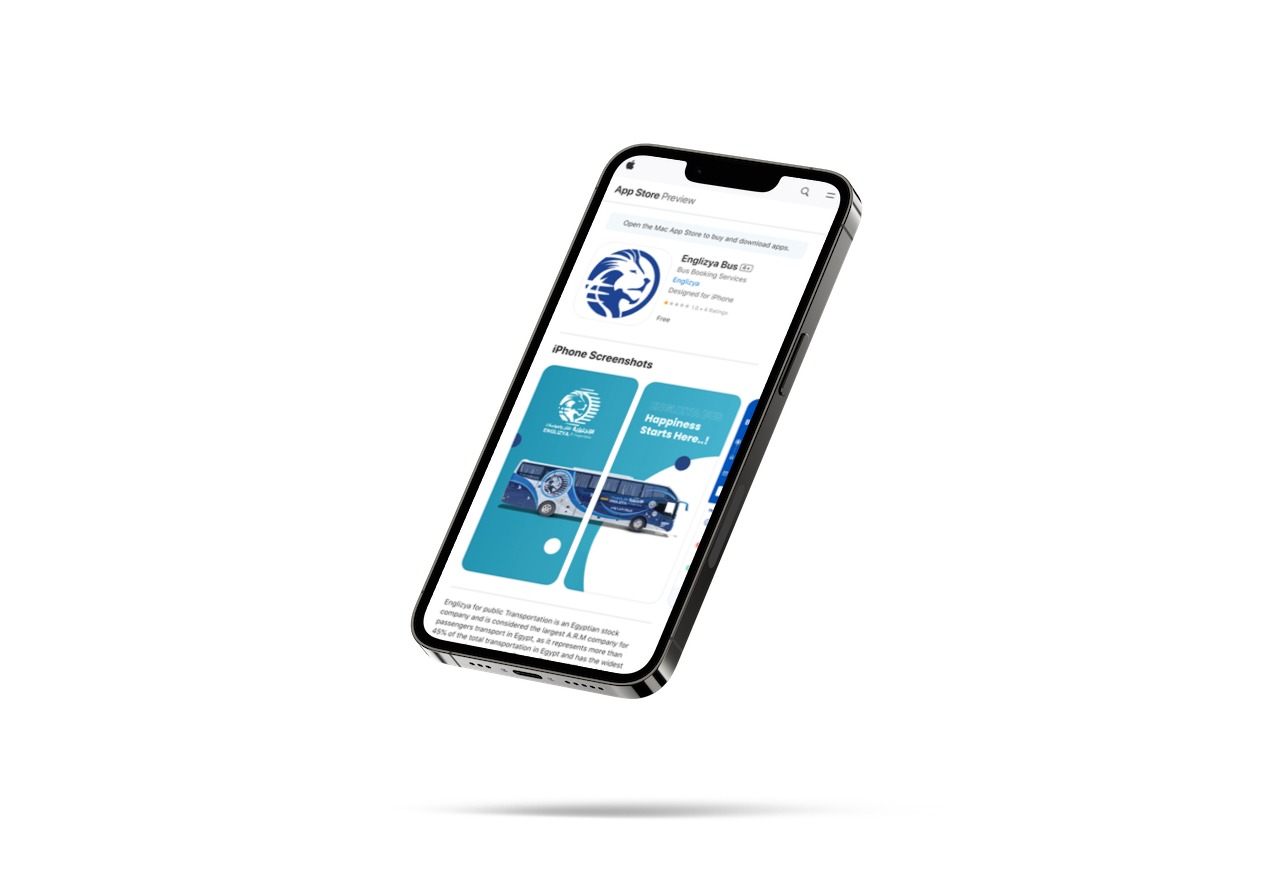 App Store Preview
Open the Mac App Store to buy and download apps.
Englizya Bus 4+
Bus Booking Services
Englizya
Designed for iPhone
★★★★★ 1.0 • 4 Ratings
Free
iPhone Screenshots
ENGLIZYA
ENGLIZYA BUS
Happiness
Starts Here..!
Englizya for public Transportation is an Egyptian stock
company and is considered the largest A.R.M company for
passengers transport in Egypt, as it represents more than
45% of the total transportation in Egypt and has the widest